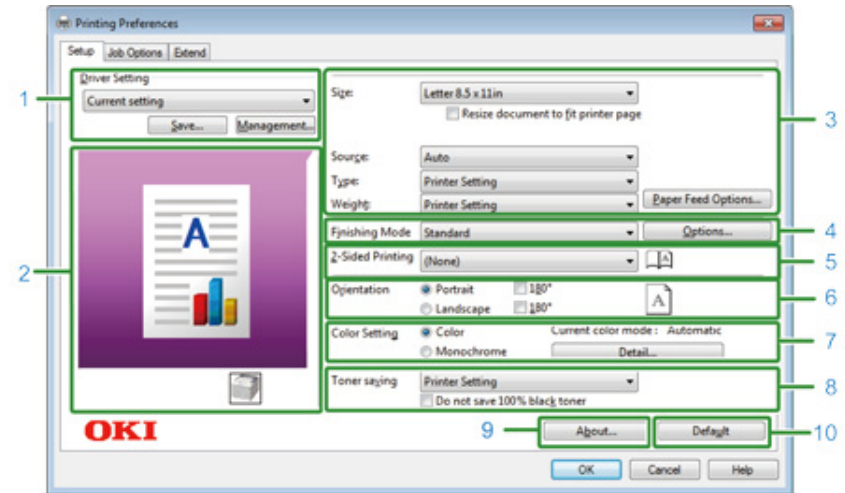 Printing Preferences
Setup Job Options Extend
Driver Setting
Current setting
Save... Management...
1
Size: Letter 8.5 x 11in
Resize document to fit printer page
3
Source: Auto
Type: Printer Setting
Weight: Printer Setting Paper Feed Options...
A
2
Finishing Mode Standard Options... 4
2-Sided Printing (None) A 5
Orientation Portrait 180°
Landscape 180°
A
6
Color Setting Color Current color mode : Automatic
Monochrome Detail...
7
Toner saving Printer Setting
Do not save 100% black toner
8
OKI 9 About... Default 10
OK Cancel Help